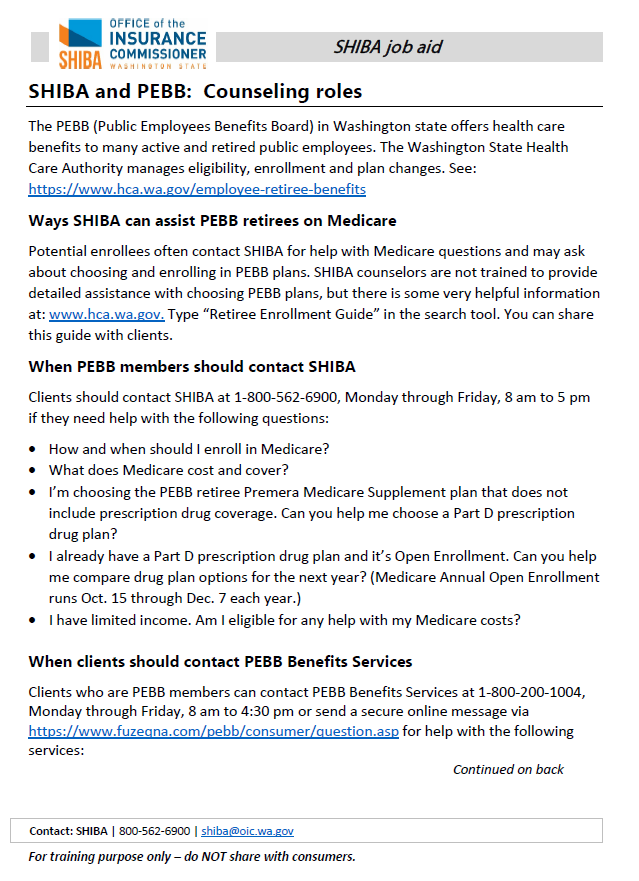 OFFICE of the
INSURANCE
COMMISSIONER
SHIBA WASHINGTON STATE
SHIBA job aid
SHIBA and PEBB:  Counseling roles
The PEBB (Public Employees Benefits Board) in Washington state offers health care
benefits to many active and retired public employees. The Washington State Health
Care Authority manages eligibility, enrollment and plan changes. See:
https://www.hca.wa.gov/employee-retiree-benefits
Ways SHIBA can assist PEBB retirees on Medicare
Potential enrollees often contact SHIBA for help with Medicare questions and may ask
about choosing and enrolling in PEBB plans. SHIBA counselors are not trained to provide
detailed assistance with choosing PEBB plans, but there is some very helpful information
at: www.hca.wa.gov. Type “Retiree Enrollment Guide” in the search tool. You can share
this guide with clients.
When PEBB members should contact SHIBA
Clients should contact SHIBA at 1-800-562-6900, Monday through Friday, 8 am to 5 pm
if they need help with the following questions:
• How and when should I enroll in Medicare?
• What does Medicare cost and cover?
• I’m choosing the PEBB retiree Premera Medicare Supplement plan that does not
include prescription drug coverage. Can you help me choose a Part D prescription
drug plan?
• I already have a Part D prescription drug plan and it’s Open Enrollment. Can you help
me compare drug plan options for the next year? (Medicare Annual Open Enrollment
runs Oct. 15 through Dec. 7 each year.)
• I have limited income. Am I eligible for any help with my Medicare costs?
When clients should contact PEBB Benefits Services
Clients who are PEBB members can contact PEBB Benefits Services at 1-800-200-1004,
Monday through Friday, 8 am to 4:30 pm or send a secure online message via
https://www.fuzeqna.com/pebb/consumer/question.asp for help with the following
services:
Continued on back
Contact: SHIBA | 800-562-6900 | shiba@oic.wa.gov
For training purpose only – do NOT share with consumers.